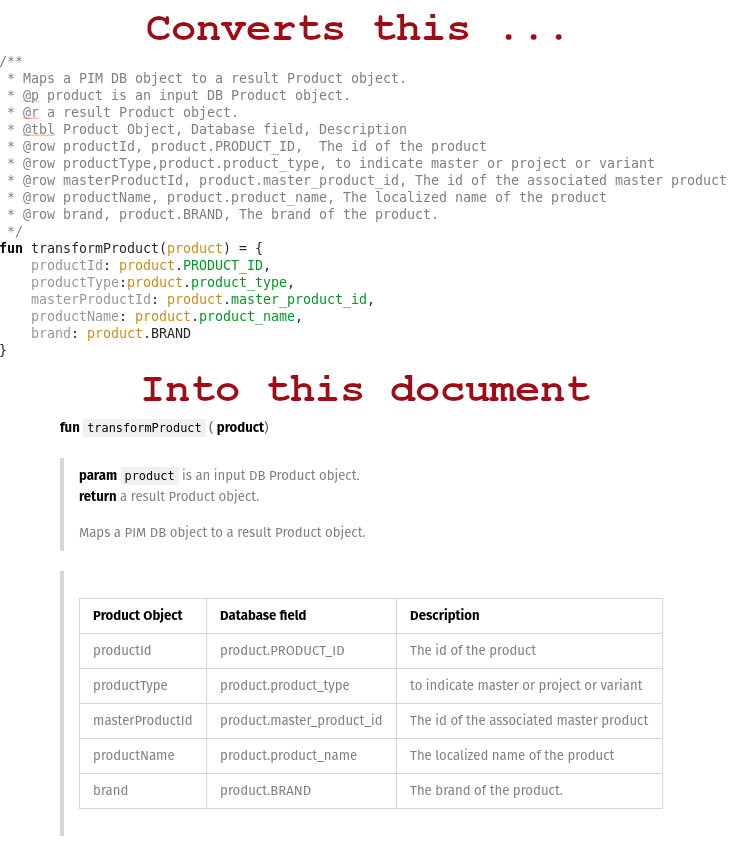 Converts this ...
/**
 * Maps a PIM DB object to a result Product object.
 * @p product is an input DB Product object.
 * @r a result Product object.
 * @tbl Product Object, Database field, Description
 * @row productId, product.PRODUCT_ID,  The id of the product
 * @row productType,product.product_type, to indicate master or project or variant
 * @row masterProductId, product.master_product_id, The id of the associated master product
 * @row productName, product.product_name, The localized name of the product
 * @row brand, product.BRAND, The brand of the product.
 */
fun transformProduct(product) = {
    productId: product.PRODUCT_ID,
    productType:product.product_type,
    masterProductId: product.master_product_id,
    productName: product.product_name,
    brand: product.BRAND
}
Into this document
fun transformProduct ( product)
param product is an input DB Product object.
return a result Product object.
Maps a PIM DB object to a result Product object.
Product Object Database field Description
productId product.PRODUCT_ID The id of the product
productType product.product_type to indicate master or project or variant
masterProductId product.master_product_id The id of the associated master product
productName product.product_name The localized name of the product
brand product.BRAND The brand of the product.